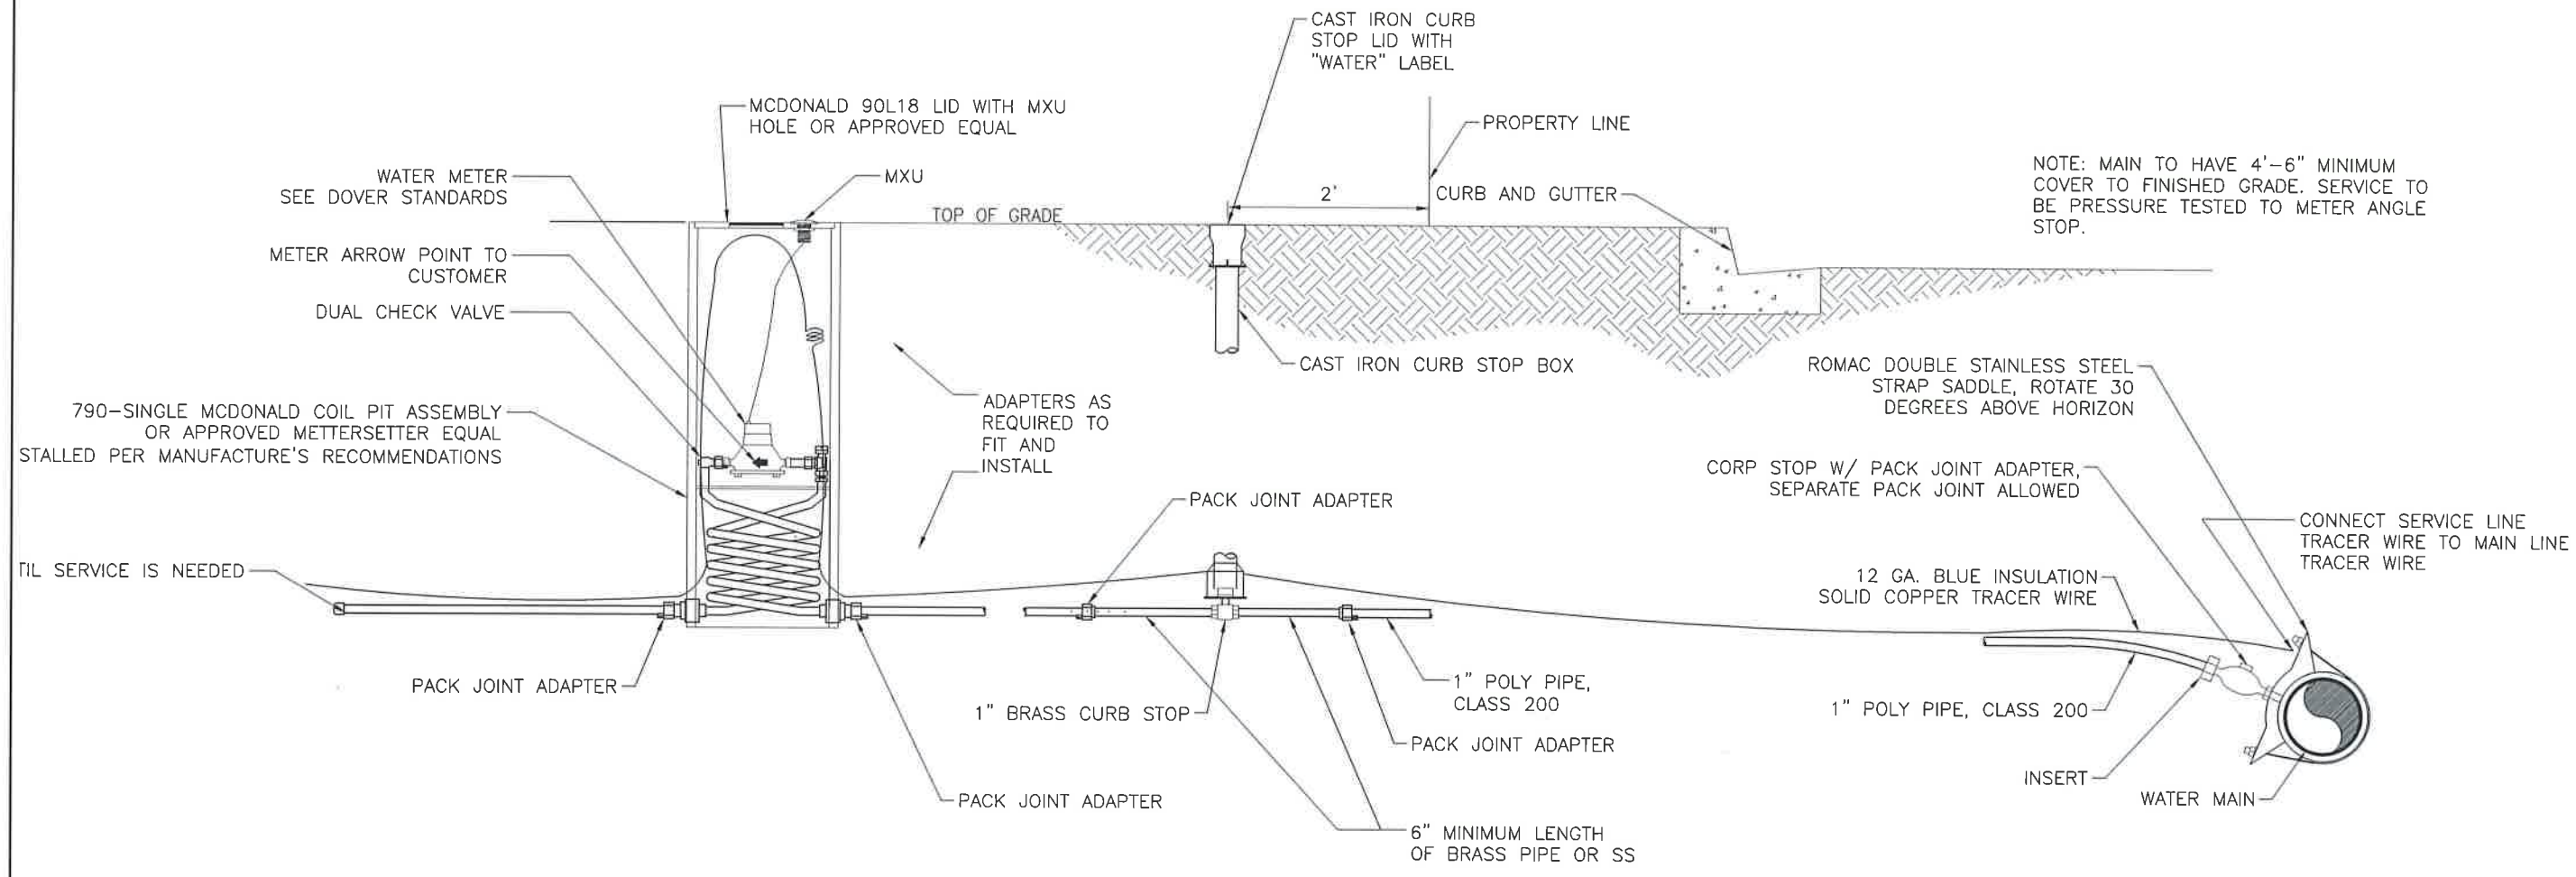 CAST IRON CURB
STOP LID WITH
"WATER" LABEL
MCDONALD 90L18 LID WITH MXU
HOLE OR APPROVED EQUAL
PROPERTY LINE
WATER METER
SEE DOVER STANDARDS
MXU
2'
CURB AND GUTTER
NOTE: MAIN TO HAVE 4'-6" MINIMUM
COVER TO FINISHED GRADE. SERVICE TO
BE PRESSURE TESTED TO METER ANGLE
STOP.
TOP OF GRADE
METER ARROW POINT TO
CUSTOMER
DUAL CHECK VALVE
CAST IRON CURB STOP BOX
ROMAC DOUBLE STAINLESS STEEL
STRAP SADDLE, ROTATE 30
DEGREES ABOVE HORIZON
790-SINGLE MCDONALD COIL PIT ASSEMBLY
OR APPROVED METTERSETTER EQUAL
STALLED PER MANUFACTURE'S RECOMMENDATIONS
ADAPTERS AS
REQUIRED TO
FIT AND
INSTALL
CORP STOP W/ PACK JOINT ADAPTER,
SEPARATE PACK JOINT ALLOWED
PACK JOINT ADAPTER
CONNECT SERVICE LINE
TRACER WIRE TO MAIN LINE
TRACER WIRE
TIL SERVICE IS NEEDED
12 GA. BLUE INSULATION
SOLID COPPER TRACER WIRE
PACK JOINT ADAPTER
1" POLY PIPE,
CLASS 200
1" BRASS CURB STOP
1" POLY PIPE, CLASS 200
PACK JOINT ADAPTER
INSERT
WATER MAIN
PACK JOINT ADAPTER
6" MINIMUM LENGTH
OF BRASS PIPE OR SS